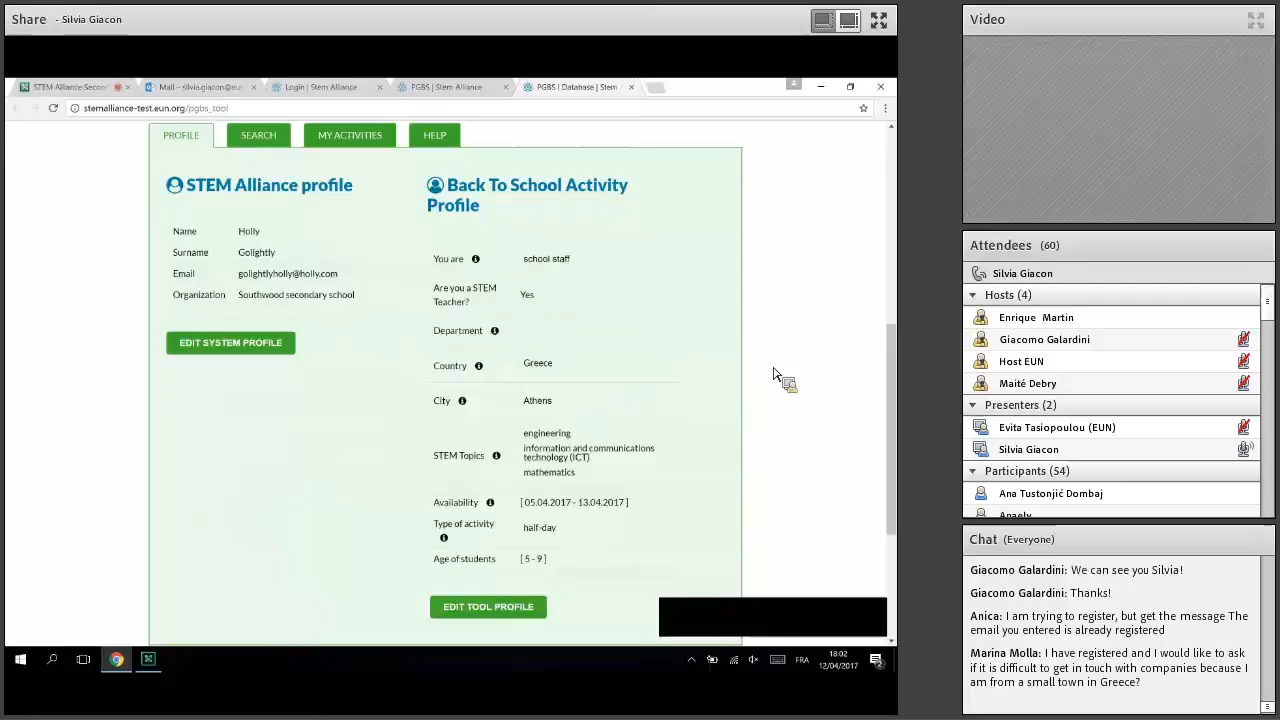 Share - Silvia Giacon
STEM Alliance Secon
Mail – silvia.giacon@eun
Login | Stem Alliance
PGBS | Stem Alliance
PGBS | Database | Stem
stemalliance-test.eun.org/pgbs_tool
PROFILE
SEARCH
MY ACTIVITIES
HELP
STEM Alliance profile
Name Holly
Surname Golightly
Email golightlyholly@holly.com
Organization Southwood secondary school
EDIT SYSTEM PROFILE
Back To School Activity
Profile
You are school staff
Are you a STEM
Teacher? Yes
Department
Country Greece
City Athens
STEM Topics
engineering
information and communications
technology (ICT)
mathematics
Availability [ 05.04.2017 - 13.04.2017 ]
Type of activity half-day
Age of students [ 5 - 9 ]
EDIT TOOL PROFILE
FRA
18:02
12/04/2017
2
Video
Attendees (60)
Silvia Giacon
Hosts (4)
Enrique Martin
Giacomo Galardini
Host EUN
Maité Debry
Presenters (2)
Evita Tasiopoulou (EUN)
Silvia Giacon
Participants (54)
Ana Tustonjić Dombaj
Anaely
Chat (Everyone)
Giacomo Galardini: We can see you Silvia!
Giacomo Galardini: Thanks!
Anica: I am trying to register, but get the message The
email you entered is already registered
Marina Molla: I have registered and I would like to ask
if it is difficult to get in touch with companies because I
am from a small town in Greece?